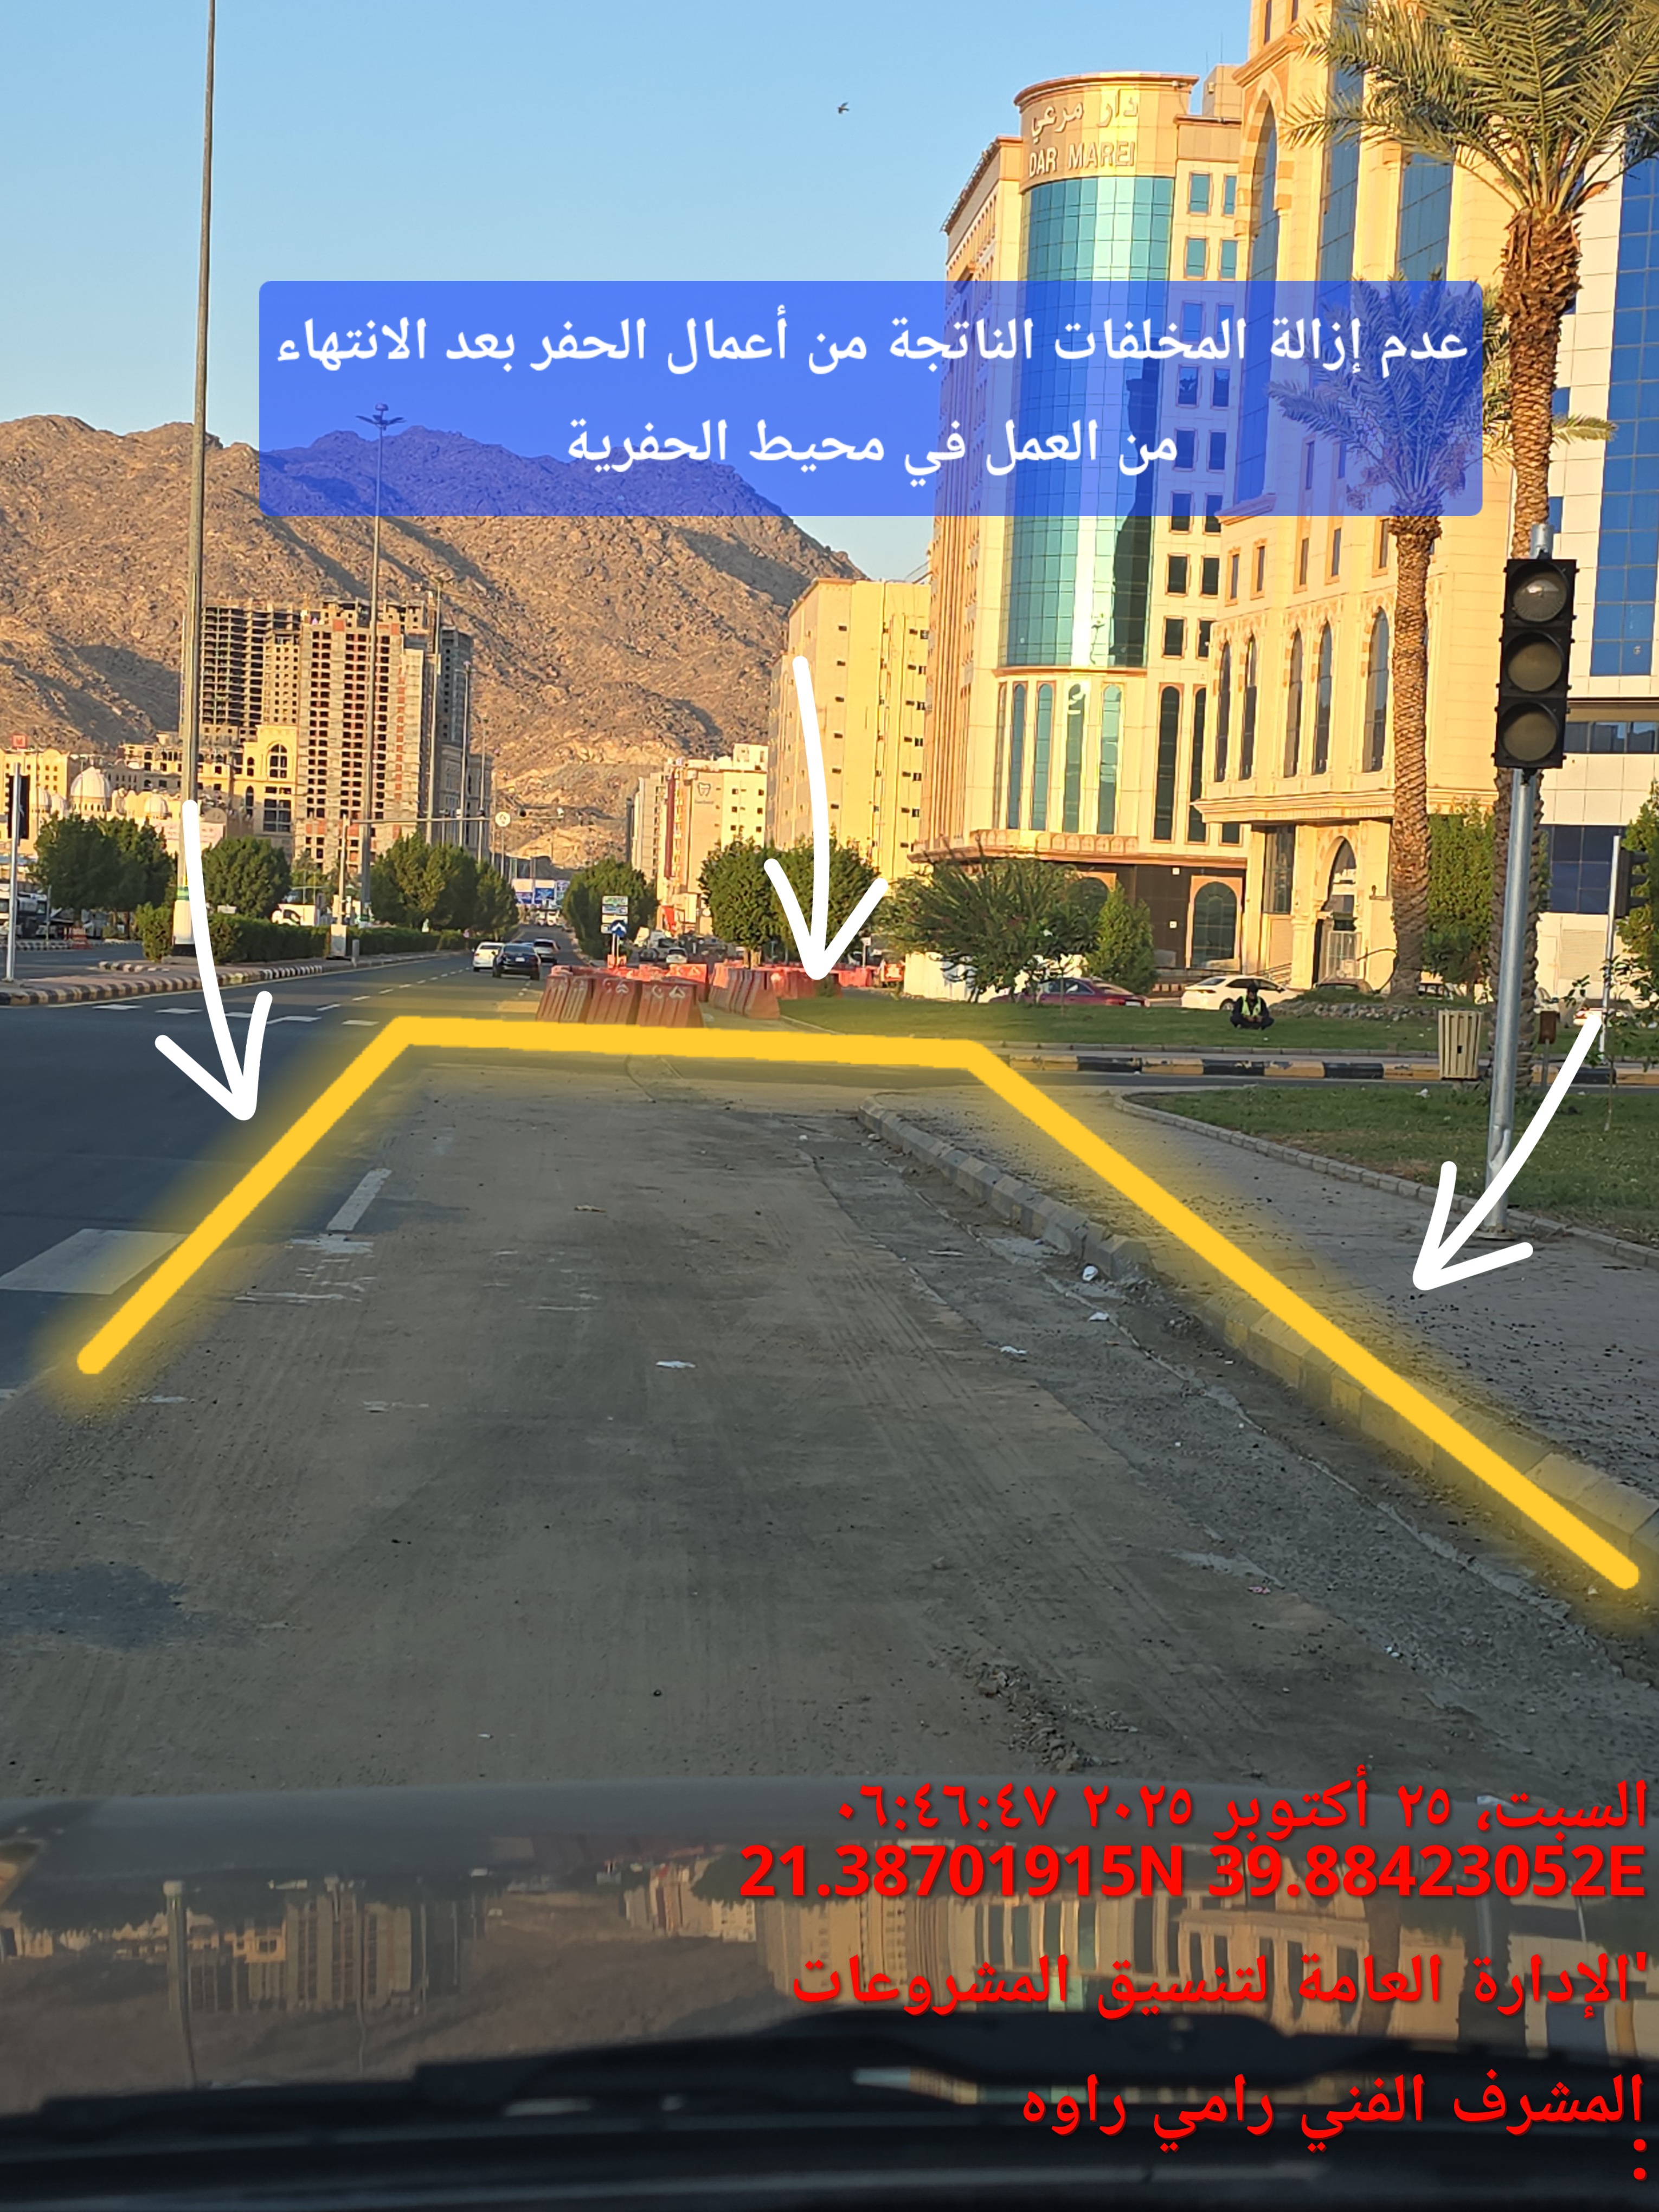 دار مرعي
DAR MAREI
عدم إزالة المخلفات الناتجة من أعمال الحفر بعد الانتهاء
من العمل في محيط الحفرية
السبت، ٢٥ أكتوبر ٢٠٢٥ ٠٦:٤٦:٤٧
21.38701915N 39.88423052E
'الإدارة العامة لتنسيق المشروعات
المشرف الفني رامي راوه
: